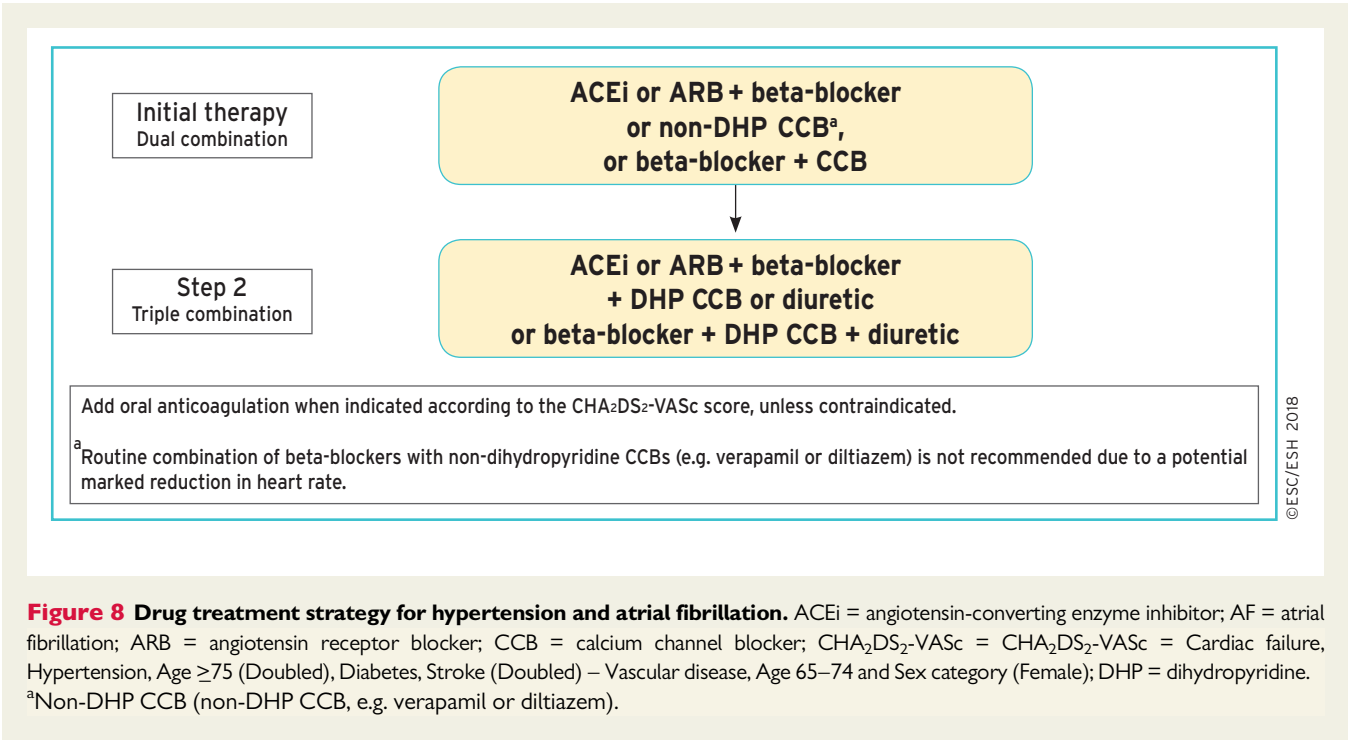 Initial therapy
Dual combination
ACEi or ARB + beta-blocker
or non-DHP CCBᵃ,
or beta-blocker + CCB
Step 2
Triple combination
ACEi or ARB + beta-blocker
+ DHP CCB or diuretic
or beta-blocker + DHP CCB + diuretic
Add oral anticoagulation when indicated according to the CHA₂DS₂-VASc score, unless contraindicated.
ᵃRoutine combination of beta-blockers with non-dihydropyridine CCBs (e.g. verapamil or diltiazem) is not recommended due to a potential
marked reduction in heart rate.
©ESC/ESH 2018
Figure 8 Drug treatment strategy for hypertension and atrial fibrillation. ACEi = angiotensin-converting enzyme inhibitor; AF = atrial
fibrillation; ARB = angiotensin receptor blocker; CCB = calcium channel blocker; CHA₂DS₂-VASc = CHA₂DS₂-VASc = Cardiac failure,
Hypertension, Age ≥75 (Doubled), Diabetes, Stroke (Doubled) – Vascular disease, Age 65–74 and Sex category (Female); DHP = dihydropyridine.
ᵃNon-DHP CCB (non-DHP CCB, e.g. verapamil or diltiazem).